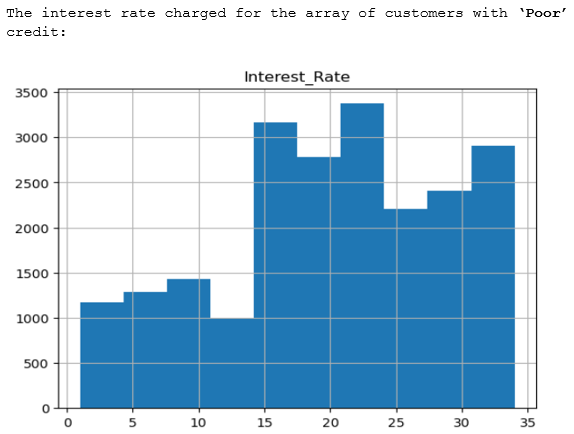 The interest rate charged for the array of customers with ‘Poor’
credit:
Interest_Rate
3500
3000
2500
2000
1500
1000
500
0
0 5 10 15 20 25 30 35